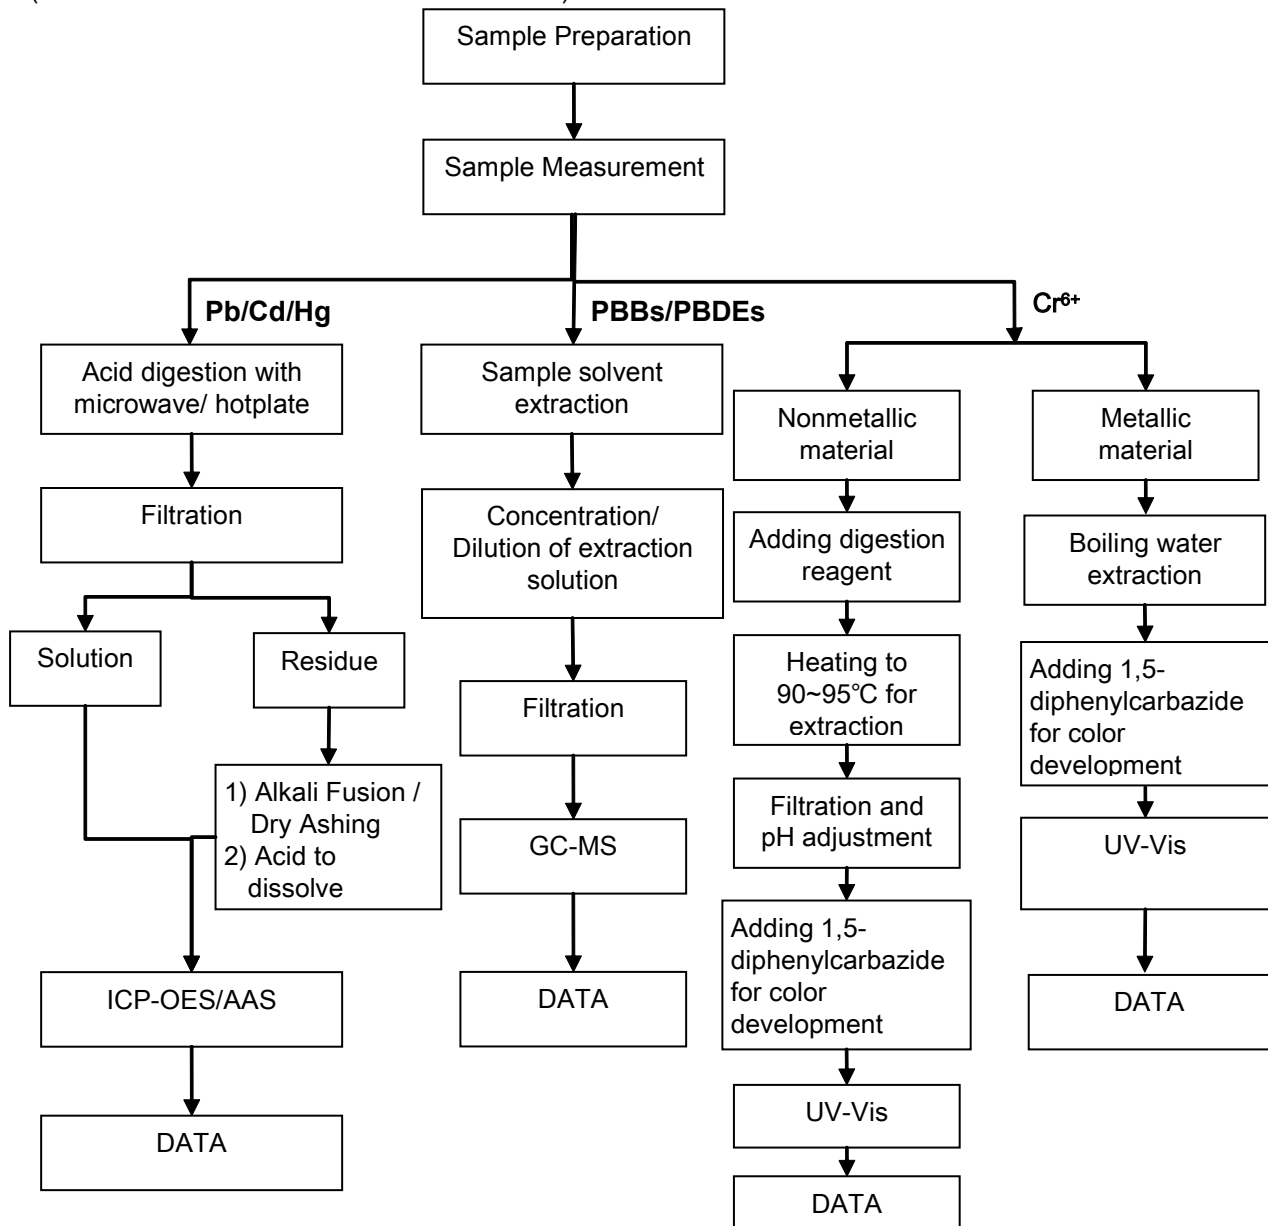 Sample Preparation
Sample Measurement
Pb/Cd/Hg
PBBs/PBDEs
Cr6+
Acid digestion with
microwave/ hotplate
Filtration
Solution
Residue
1) Alkali Fusion /
Dry Ashing
2) Acid to
dissolve
ICP-OES/AAS
DATA
Sample solvent
extraction
Concentration/
Dilution of extraction
solution
Filtration
GC-MS
DATA
Nonmetallic
material
Adding digestion
reagent
Heating to
90~95℃ for
extraction
Filtration and
pH adjustment
Adding 1,5-
diphenylcarbazide
for color
development
UV-Vis
DATA
Metallic
material
Boiling water
extraction
Adding 1,5-
diphenylcarbazide
for color
development
UV-Vis
DATA